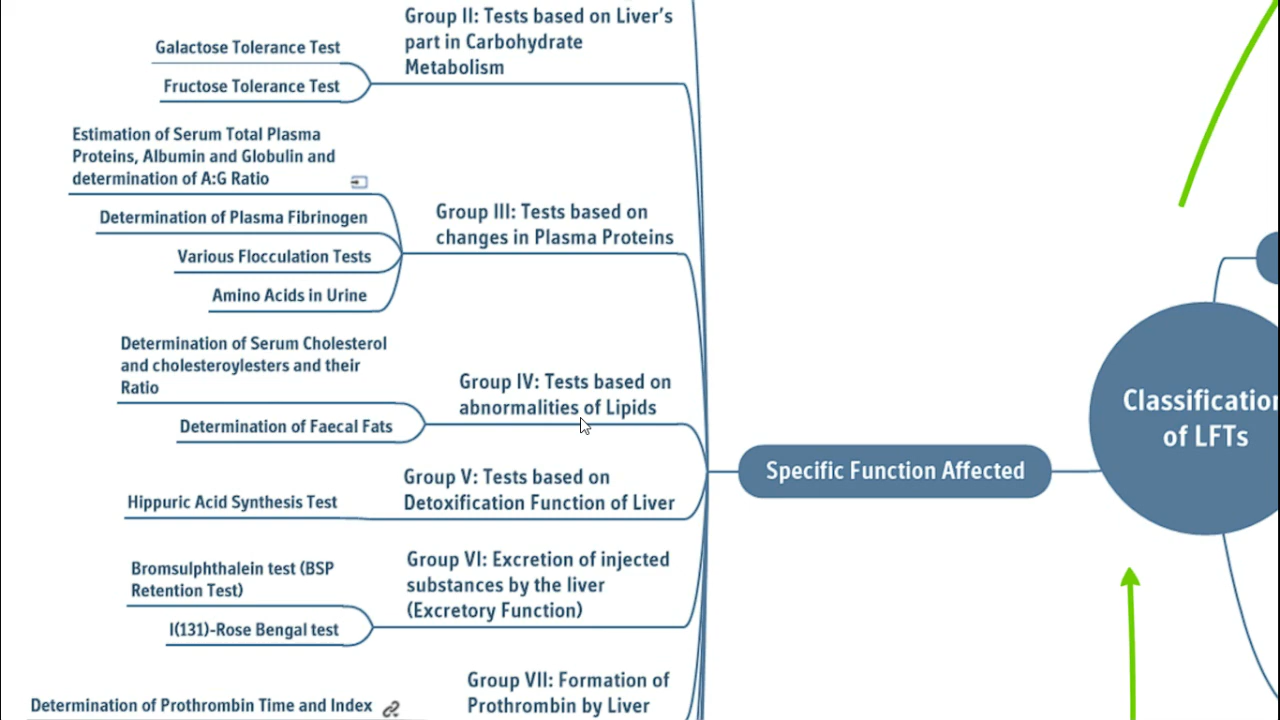 Group II: Tests based on Liver's
part in Carbohydrate
Metabolism
Galactose Tolerance Test
Fructose Tolerance Test
Estimation of Serum Total Plasma
Proteins, Albumin and Globulin and
determination of A:G Ratio
Determination of Plasma Fibrinogen
Various Flocculation Tests
Amino Acids in Urine
Group III: Tests based on
changes in Plasma Proteins
Determination of Serum Cholesterol
and cholesteroylesters and their
Ratio
Determination of Faecal Fats
Group IV: Tests based on
abnormalities of Lipids
Group V: Tests based on
Detoxification Function of Liver
Hippuric Acid Synthesis Test
Group VI: Excretion of injected
substances by the liver
(Excretory Function)
Bromsulphthalein test (BSP
Retention Test)
I(131)-Rose Bengal test
Group VII: Formation of
Prothrombin by Liver
Determination of Prothrombin Time and Index
Specific Function Affected
Classification
of LFTs